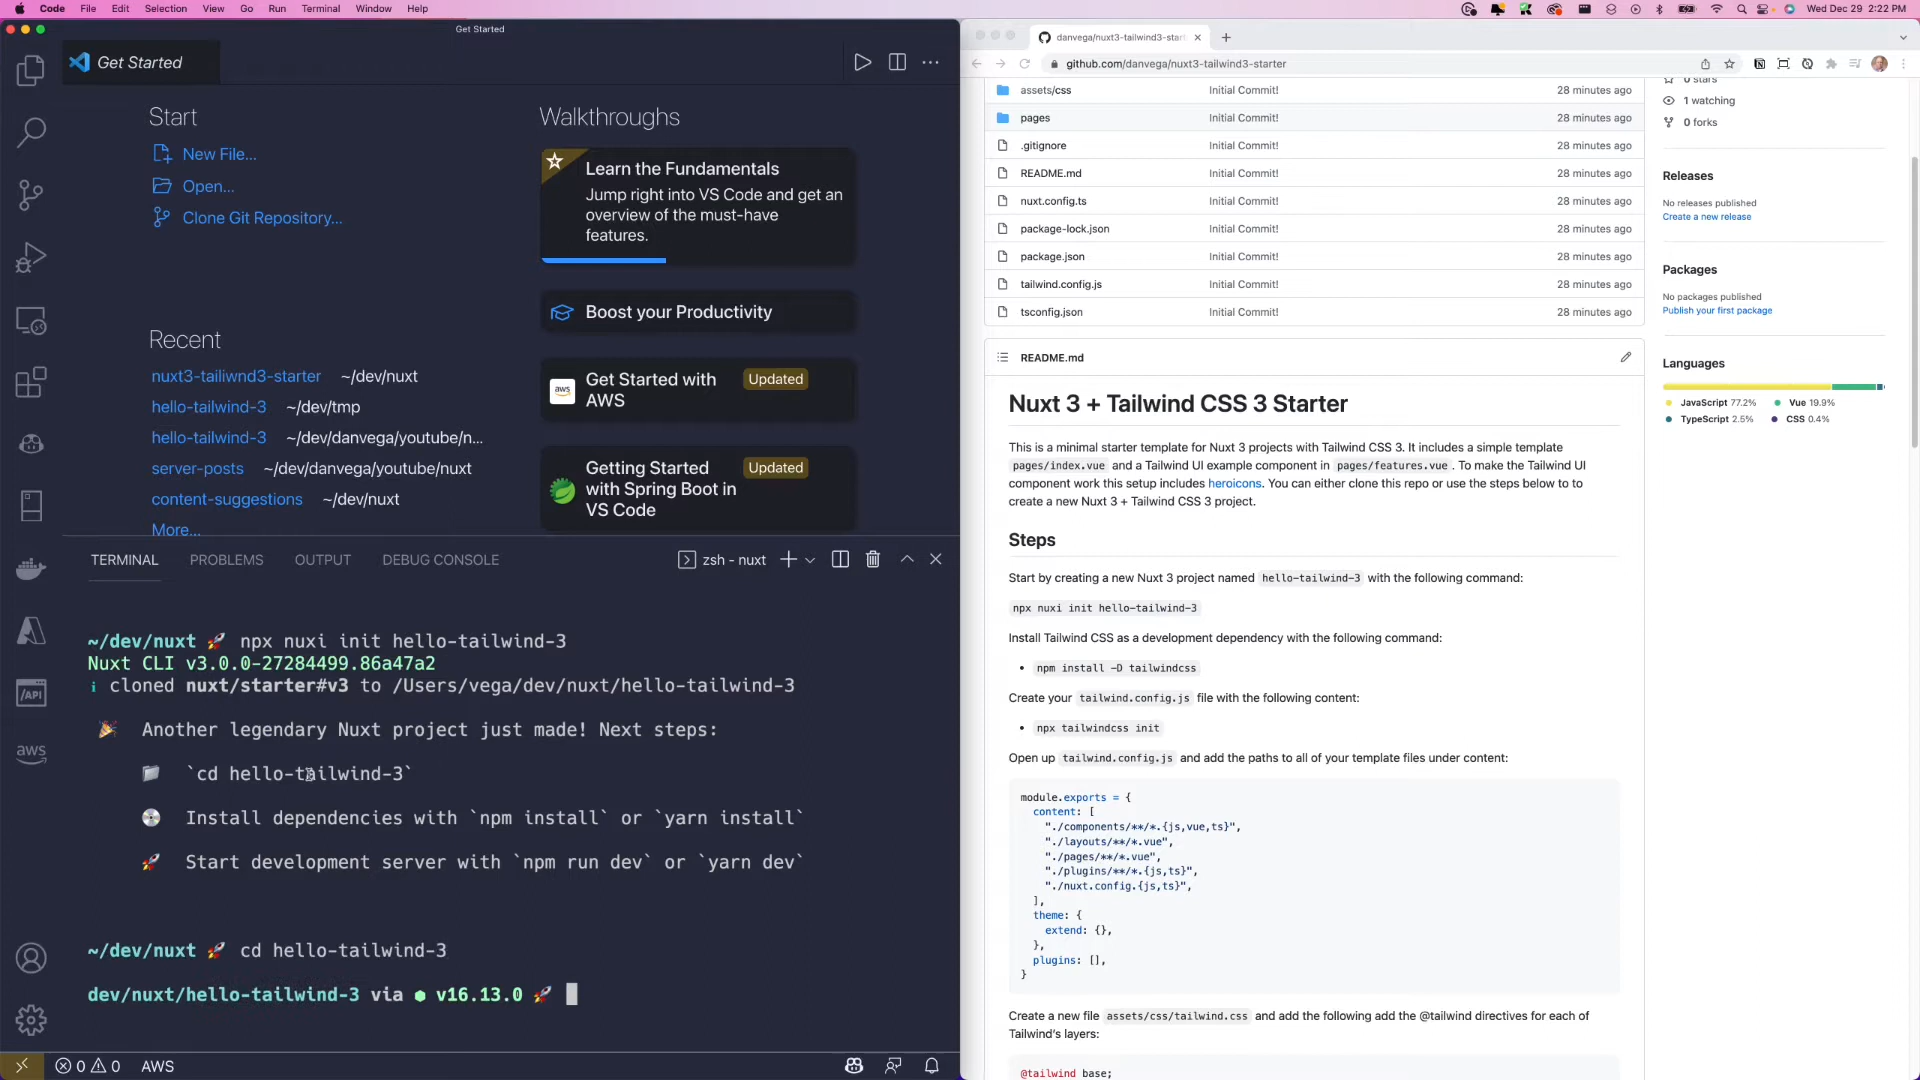 Code File Edit Selection View Go Run Terminal Window Help
Wed Dec 29 2:22 PM
Get Started
Get Started
Start
New File...
Open...
Clone Git Repository...
Recent
nuxt3-tailiwnd3-starter ~/dev/nuxt
hello-tailwind-3 ~/dev/tmp
hello-tailwind-3 ~/dev/danvega/youtube/n...
server-posts ~/dev/danvega/youtube/nuxt
content-suggestions ~/dev/nuxt
More...
Walkthroughs
Learn the Fundamentals
Jump right into VS Code and get an
overview of the must-have
features.
Boost your Productivity
aws
Get Started with
AWS
Updated
Getting Started
with Spring Boot in
VS Code
Updated
TERMINAL PROBLEMS OUTPUT DEBUG CONSOLE
zsh - nuxt
~/dev/nuxt 🚀 npx nuxi init hello-tailwind-3
Nuxt CLI v3.0.0-27284499.86a47a2
i cloned nuxt/starter#v3 to /Users/vega/dev/nuxt/hello-tailwind-3
🎉 Another legendary Nuxt project just made! Next steps:
📁 `cd hello-tailwind-3`
💿 Install dependencies with `npm install` or `yarn install`
🚀 Start development server with `npm run dev` or `yarn dev`
~/dev/nuxt 🚀 cd hello-tailwind-3
dev/nuxt/hello-tailwind-3 via ⬢ v16.13.0 🚀
/API
aws
0 0 AWS
danvega/nuxt3-tailwind3-start
github.com/danvega/nuxt3-tailwind3-starter
assets/css Initial Commit! 28 minutes ago
pages Initial Commit! 28 minutes ago
.gitignore Initial Commit! 28 minutes ago
README.md Initial Commit! 28 minutes ago
nuxt.config.ts Initial Commit! 28 minutes ago
package-lock.json Initial Commit! 28 minutes ago
package.json Initial Commit! 28 minutes ago
tailwind.config.js Initial Commit! 28 minutes ago
tsconfig.json Initial Commit! 28 minutes ago
README.md
Nuxt 3 + Tailwind CSS 3 Starter
This is a minimal starter template for Nuxt 3 projects with Tailwind CSS 3. It includes a simple template
pages/index.vue and a Tailwind UI example component in pages/features.vue. To make the Tailwind UI
component work this setup includes heroicons. You can either clone this repo or use the steps below to to
create a new Nuxt 3 + Tailwind CSS 3 project.
Steps
Start by creating a new Nuxt 3 project named hello-tailwind-3 with the following command:
npx nuxi init hello-tailwind-3
Install Tailwind CSS as a development dependency with the following command:
• npm install -D tailwindcss
Create your tailwind.config.js file with the following content:
• npx tailwindcss init
Open up tailwind.config.js and add the paths to all of your template files under content:
module.exports = {
content: [
"./components/**/*.{js,vue,ts}",
"./layouts/**/*.vue",
"./pages/**/*.vue",
"./plugins/**/*.{js,ts}",
"./nuxt.config.{js,ts}",
],
theme: {
extend: {},
},
plugins: [],
}
Create a new file assets/css/tailwind.css and add the following add the @tailwind directives for each of
Tailwind's layers:
@tailwind base;
0 stars
1 watching
0 forks
Releases
No releases published
Create a new release
Packages
No packages published
Publish your first package
Languages
JavaScript 77.2% Vue 19.9%
TypeScript 2.5% CSS 0.4%